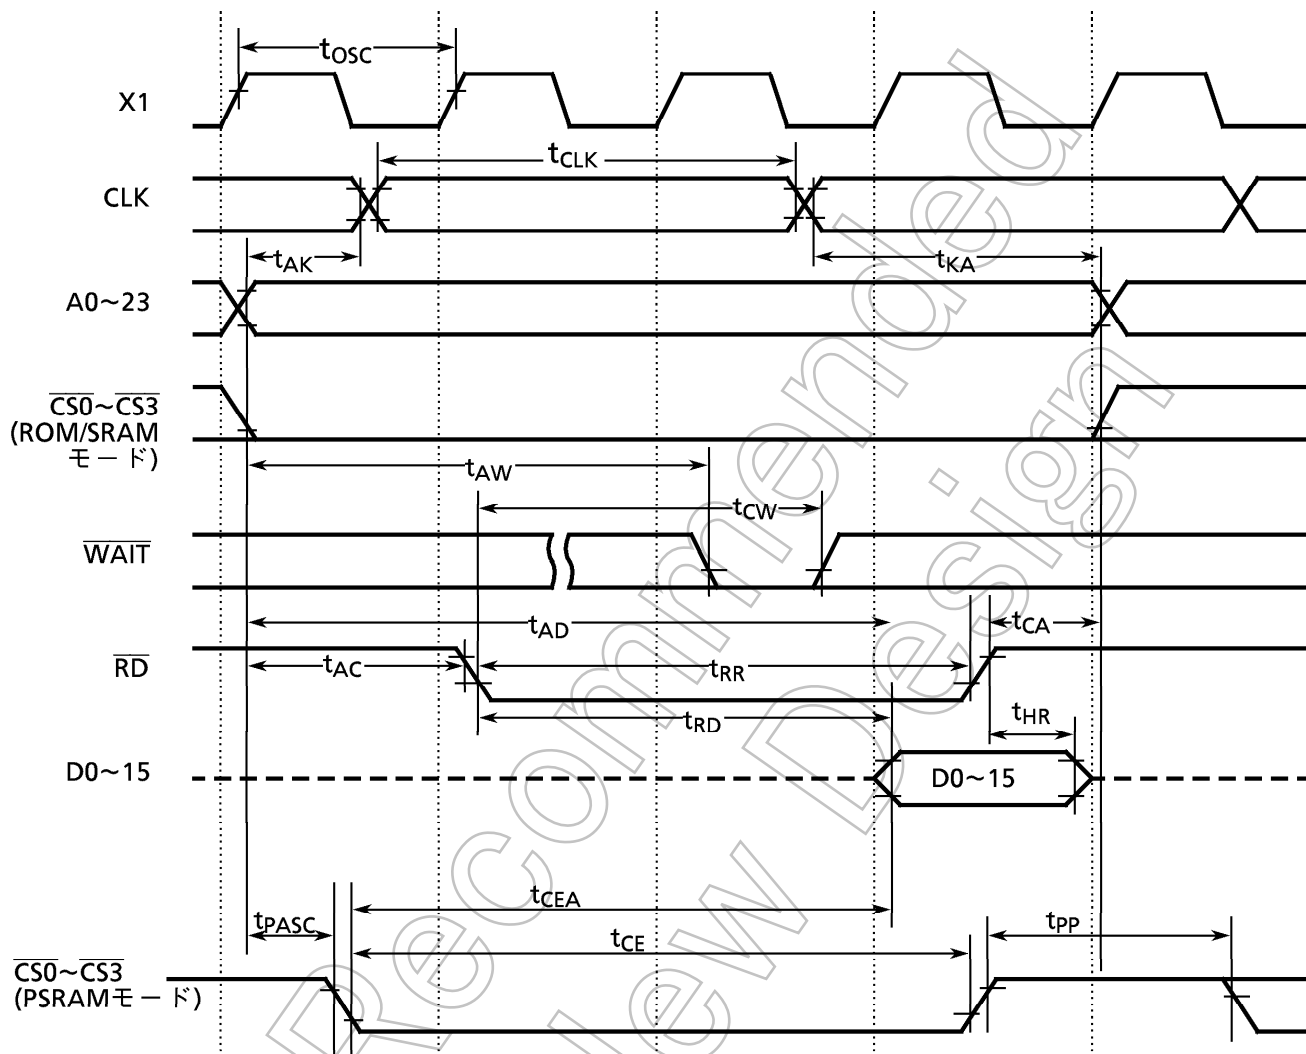 tOSC
X1
tCLK
CLK
tAK
tKA
A0~23
CS0~CS3
(ROM/SRAM
モード)
tAW
tCW
WAIT
tAD
tCA
RD
tAC
tRR
tRD
tHR
D0~15
D0~15
tCEA
tPASC
tCE
tPP
CS0~CS3
(PSRAMモード)
Recommended
New Design